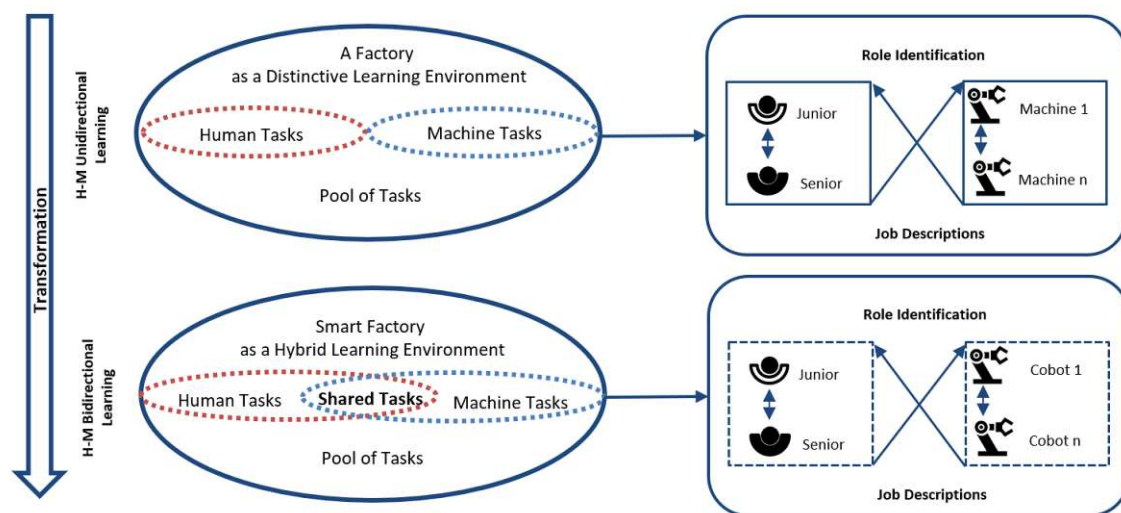 Transformation
H-M Unidirectional
Learning
A Factory
as a Distinctive Learning Environment
Human Tasks
Machine Tasks
Pool of Tasks
Role Identification
Junior
Senior
Machine 1
Machine n
Job Descriptions
H-M Bidirectional
Learning
Smart Factory
as a Hybrid Learning Environment
Human Tasks
Shared Tasks
Machine Tasks
Pool of Tasks
Role Identification
Junior
Senior
Cobot 1
Cobot n
Job Descriptions